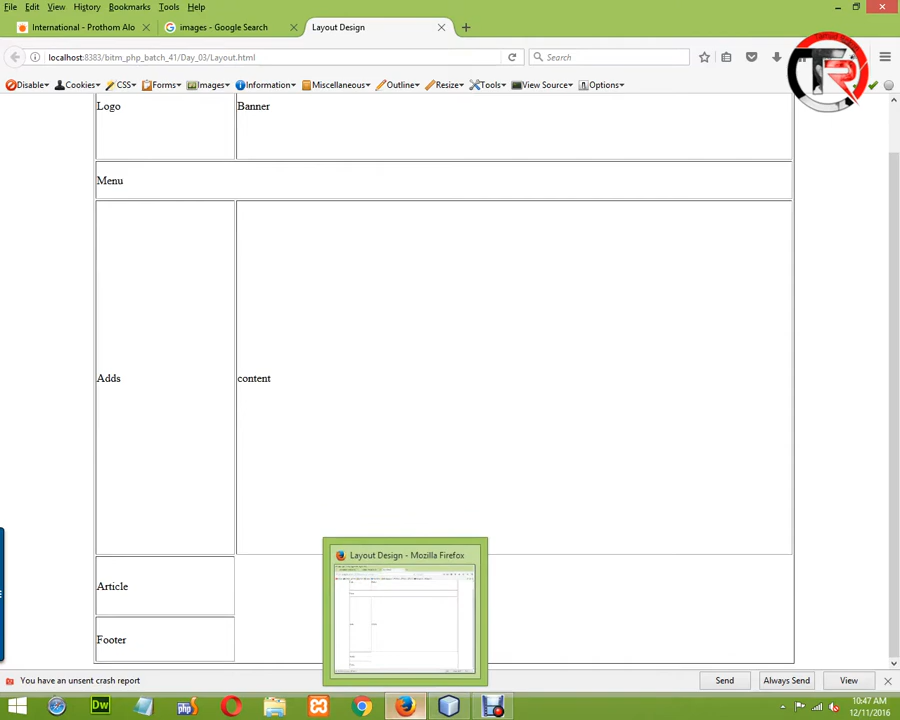 File Edit View History Bookmarks Tools Help
International - Prothom Alo
images - Google Search
Layout Design
localhost:8383/bitm_php_batch_41/Day_03/Layout.html
Search
Disable Cookies CSS Forms Images Information Miscellaneous Outline Resize Tools View Source Options
TR
Logo Banner
Menu
Adds content
Article
Footer
Layout Design - Mozilla Firefox
You have an unsent crash report Send Always Send View
Dw php
10:47 AM
12/11/2016